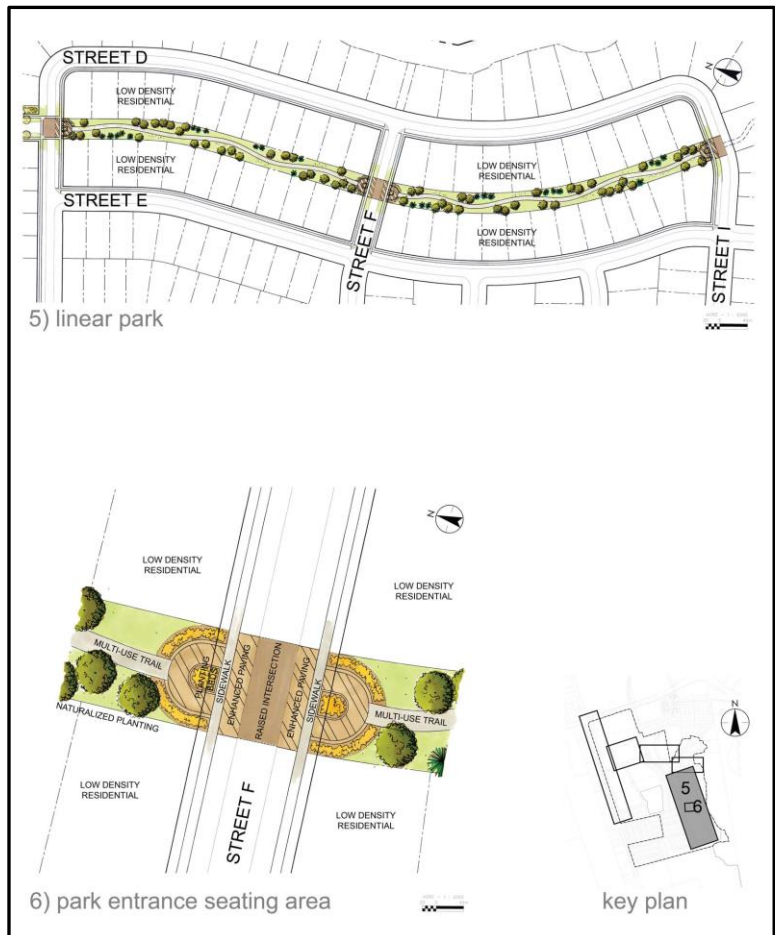 STREET D
N
LOW DENSITY
RESIDENTIAL
LOW DENSITY
RESIDENTIAL
LOW DENSITY
RESIDENTIAL
LOW DENSITY
RESIDENTIAL
STREET E
STREET F
STREET I
5) linear park
N
LOW DENSITY
RESIDENTIAL
LOW DENSITY
RESIDENTIAL
MULTI-USE TRAIL
PLANTING
BEDS
SIDEWALK
ENHANCED PAVING
RAISED INTERSECTION
ENHANCED PAVING
SIDEWALK
MULTI-USE TRAIL
NATURALIZED PLANTING
LOW DENSITY
RESIDENTIAL
LOW DENSITY
RESIDENTIAL
STREET F
N
5
6
6) park entrance seating area
key plan